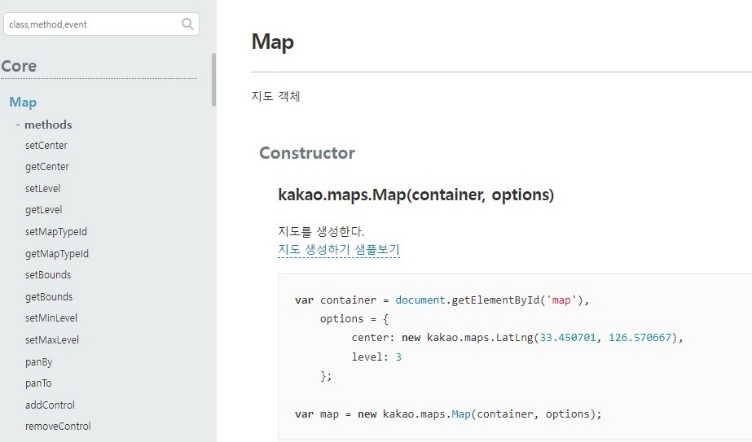 class,method,event
Core
Map
- methods
setCenter
getCenter
setLevel
getLevel
setMapTypeId
getMapTypeId
setBounds
getBounds
setMinLevel
setMaxLevel
panBy
panTo
addControl
removeControl
Map
지도 객체
Constructor
kakao.maps.Map(container, options)
지도를 생성한다.
지도 생성하기 샘플보기
var container = document.getElementById('map'),
    options = {
        center: new kakao.maps.LatLng(33.450701, 126.570667),
        level: 3
    };
var map = new kakao.maps.Map(container, options);